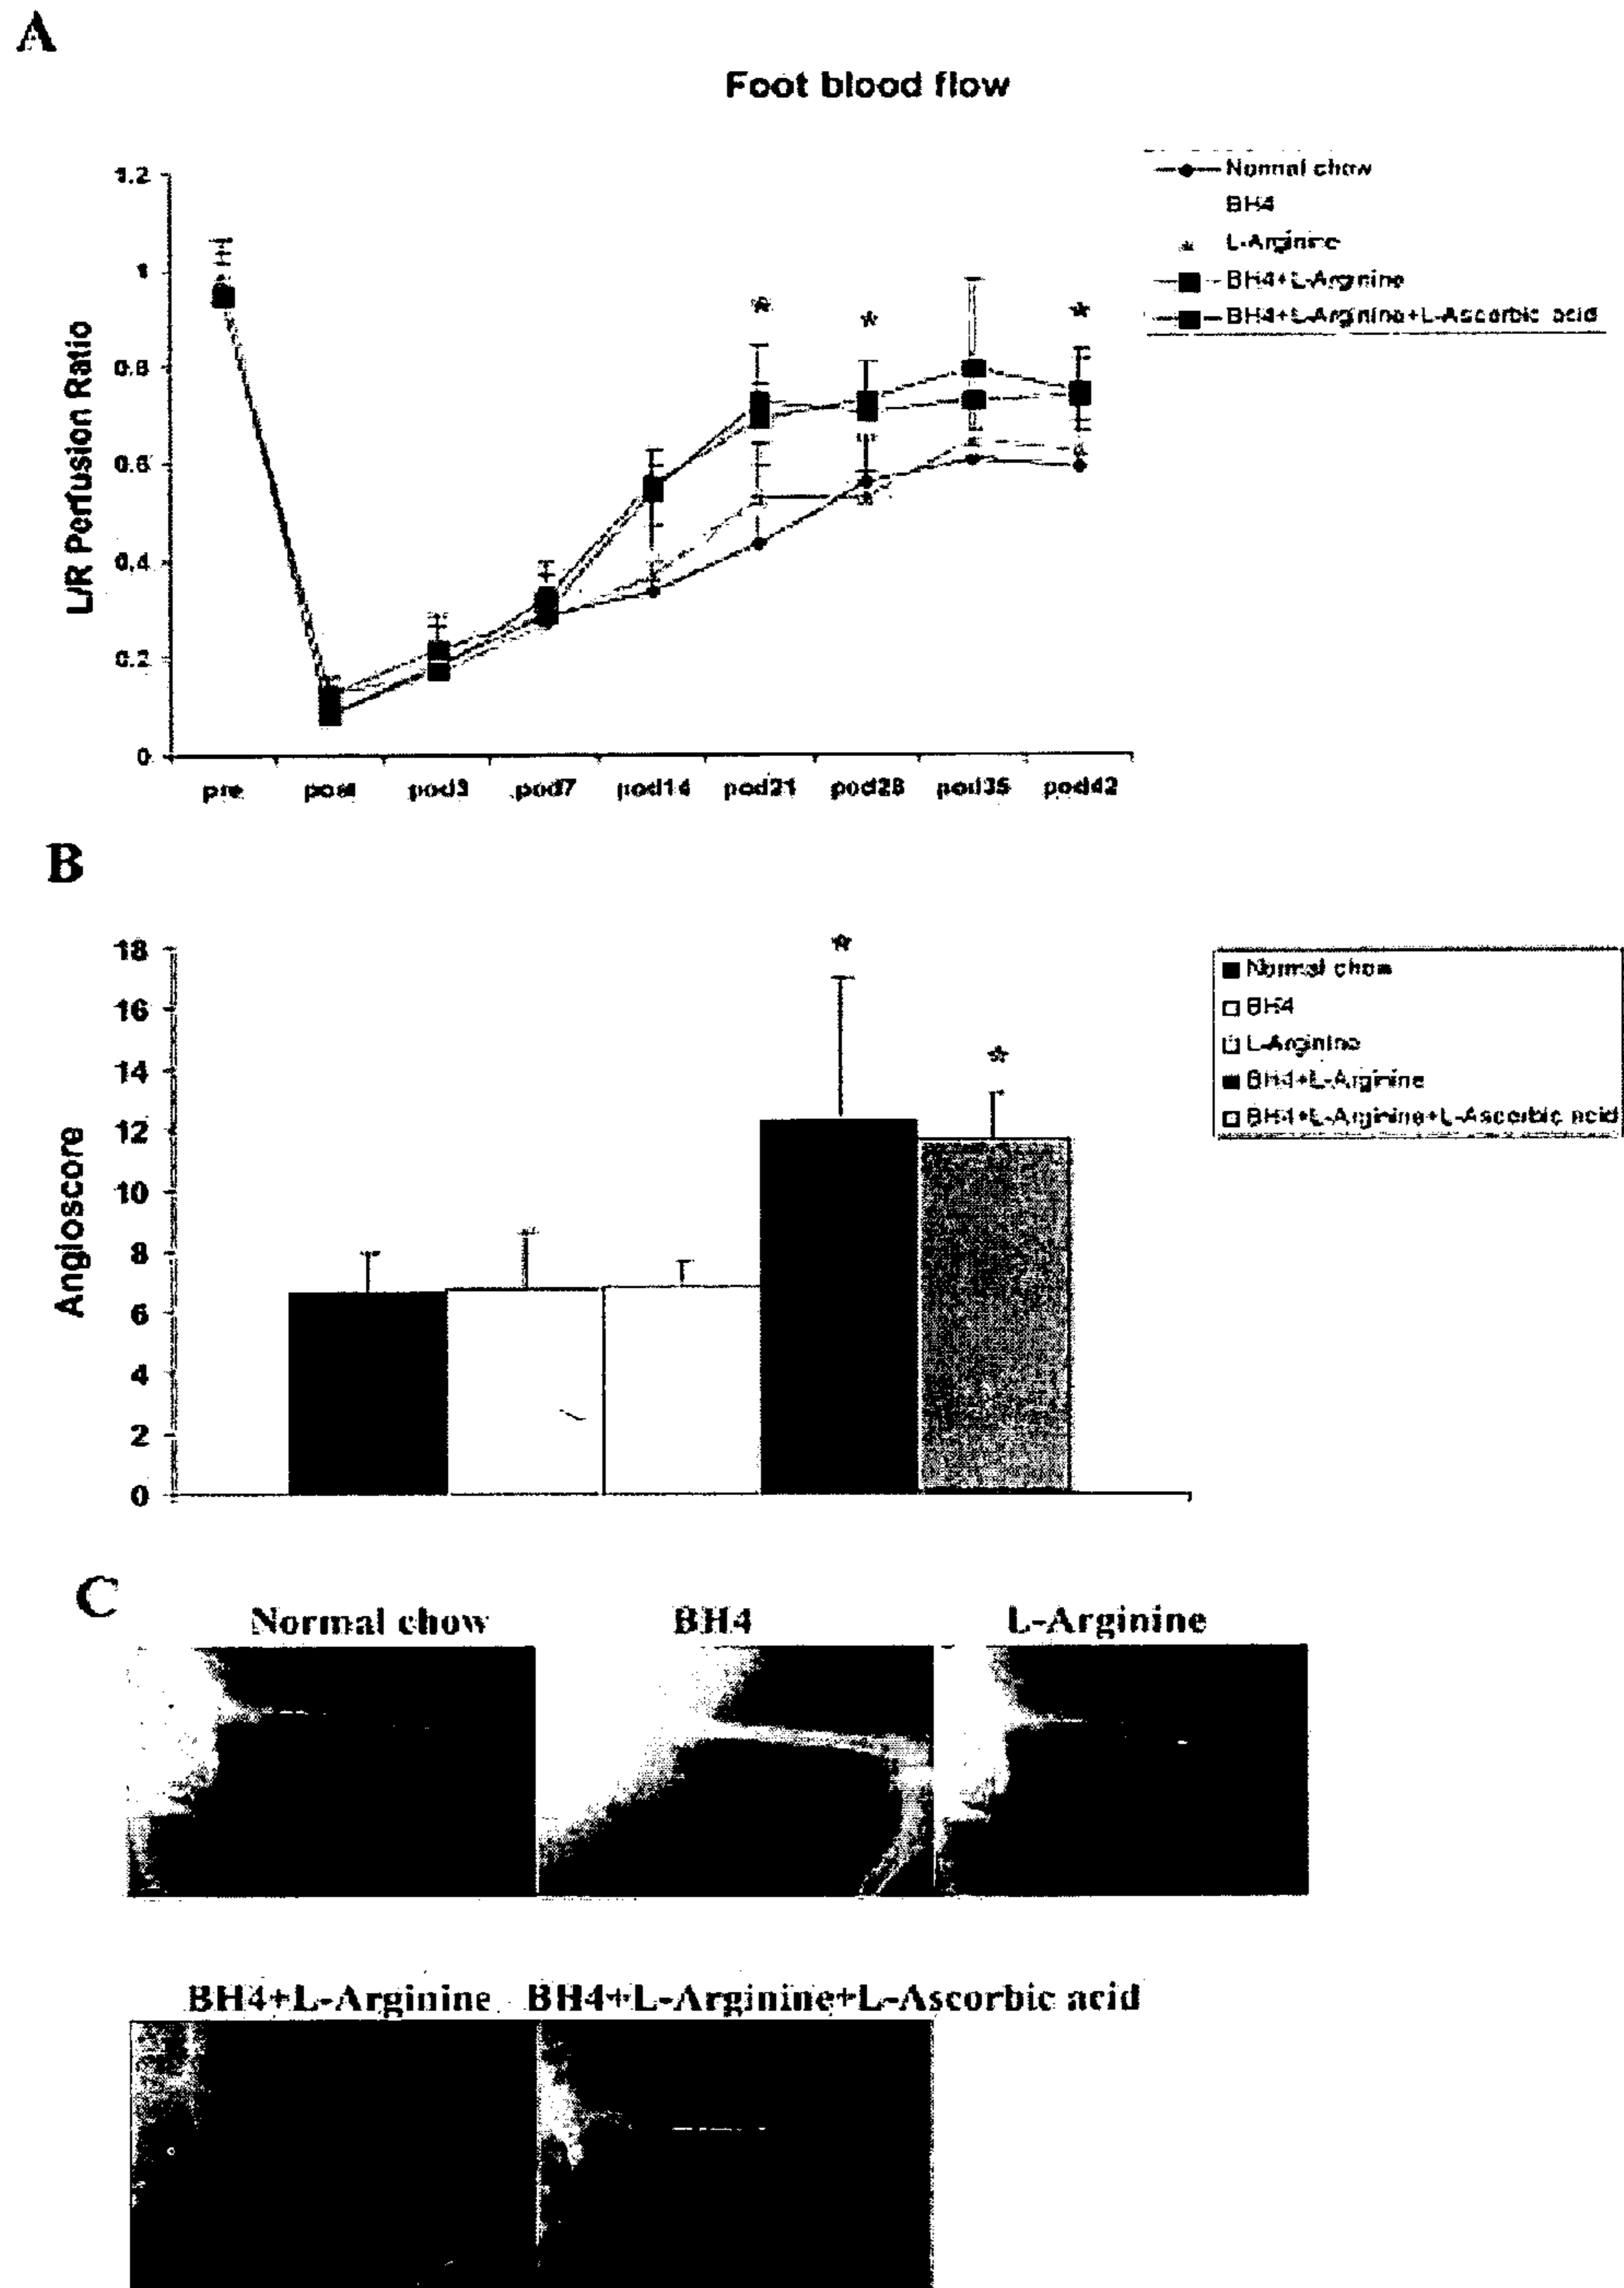 A
Foot blood flow
Normal chow
BH4
L-Arginine
BH4+L-Arginine
BH4+L-Arginine+L-Ascorbic acid
L/R Perfusion Ratio
1.2
1
0.8
0.6
0.4
0.2
0
pre post pod3 pod7 pod14 pod21 pod28 pod35 pod42
* * *
B
Angioscore
18
16
14
12
10
8
6
4
2
0
* *
Normal chow
BH4
L-Arginine
BH4+L-Arginine
BH4+L-Arginine+L-Ascorbic acid
C
Normal chow BH4 L-Arginine
BH4+L-Arginine BH4+L-Arginine+L-Ascorbic acid